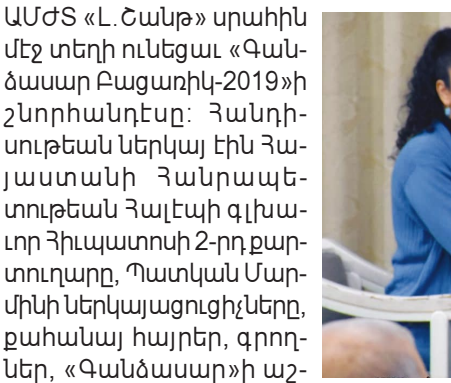 ԱՄԺՏ «Լ.Շանթ» սրահին
մէջ տեղի ունեցաւ «Գան-
ձասար Բացառիկ-2019»ի
շնորհանդէսը: Հանդի-
սութեան ներկայ էին Հա-
յաստանի Հանրապե-
տութեան Հալէպի գլխա-
ւոր Հիւպատոսի 2-րդ քար-
տուղարը, Պատկան Մար-
մինի ներկայացուցիչները,
քահանայ հայրեր, գրող-
ներ, «Գանձասար»ի աշ-